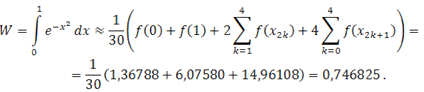 W = ∫₀¹ e^{-x²} dx ≈ 1/30 ( f(0) + f(1) + 2 ∑_{k=1}^{4} f(x_{2k}) + 4 ∑_{k=0}^{4} f(x_{2k+1}) ) =
= 1/30 (1,36788 + 6,07580 + 14,96108) = 0,746825 .